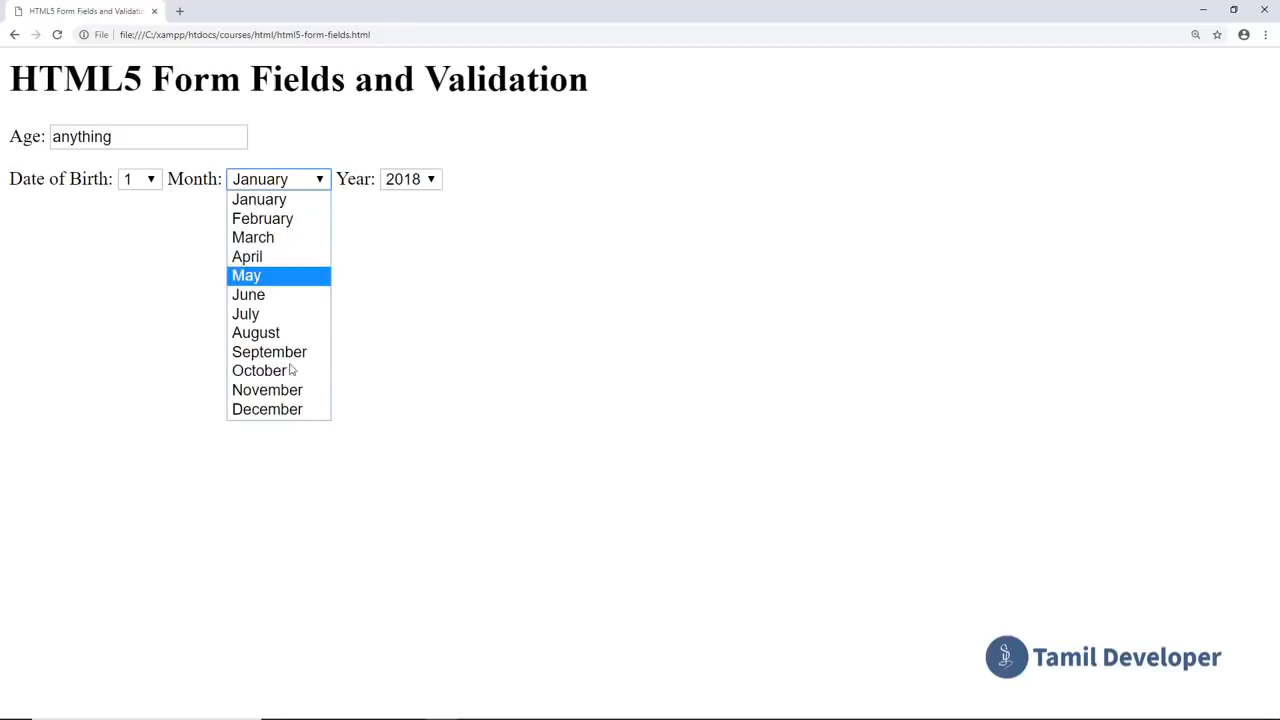 HTML5 Form Fields and Validatio
File file:///C:/xampp/htdocs/courses/html/html5-form-fields.html
HTML5 Form Fields and Validation
Age: anything
Date of Birth: 1 Month: January Year: 2018
January
February
March
April
May
June
July
August
September
October
November
December
Tamil Developer